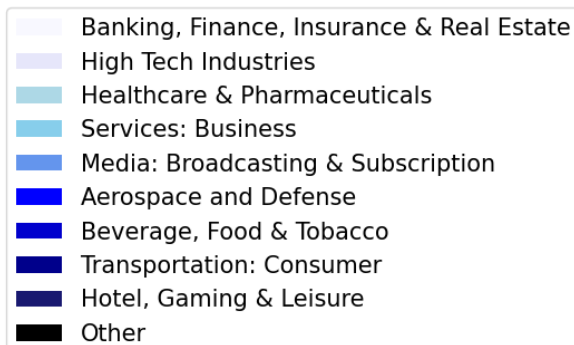 Banking, Finance, Insurance & Real Estate
High Tech Industries
Healthcare & Pharmaceuticals
Services: Business
Media: Broadcasting & Subscription
Aerospace and Defense
Beverage, Food & Tobacco
Transportation: Consumer
Hotel, Gaming & Leisure
Other